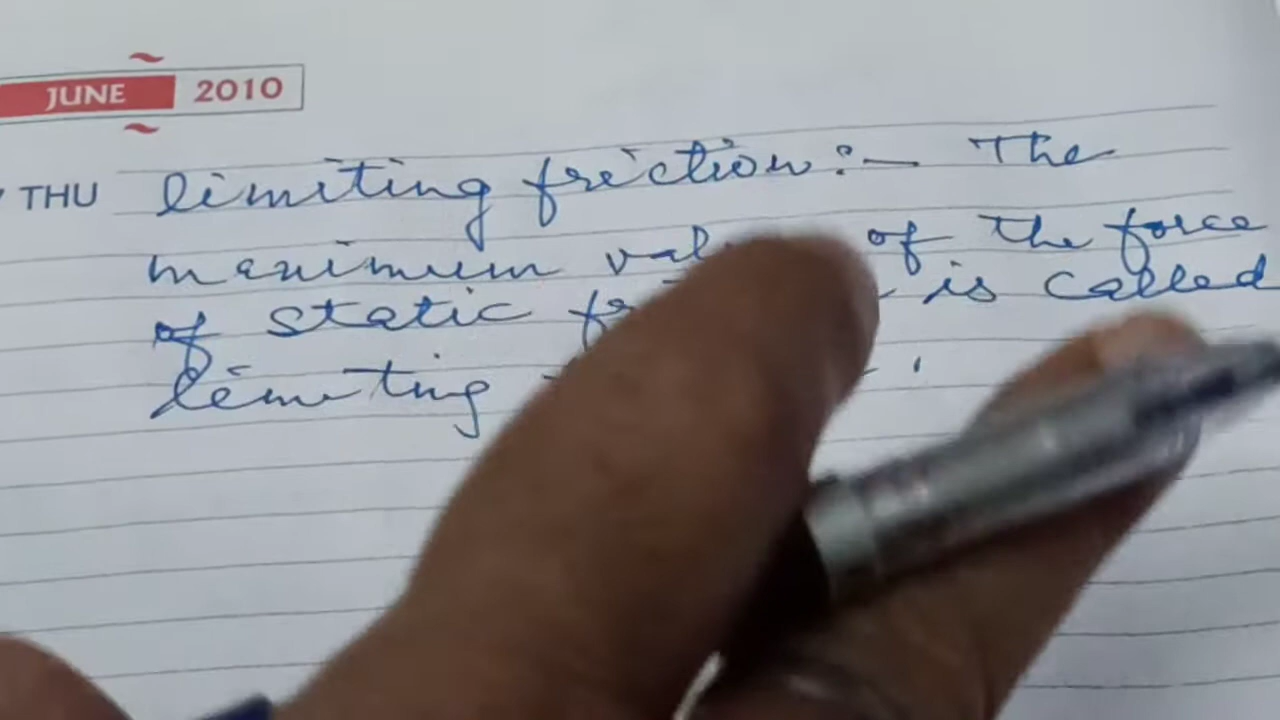 JUNE 2010
THU
limiting friction :- The
maximum of the force
of static is called
limiting